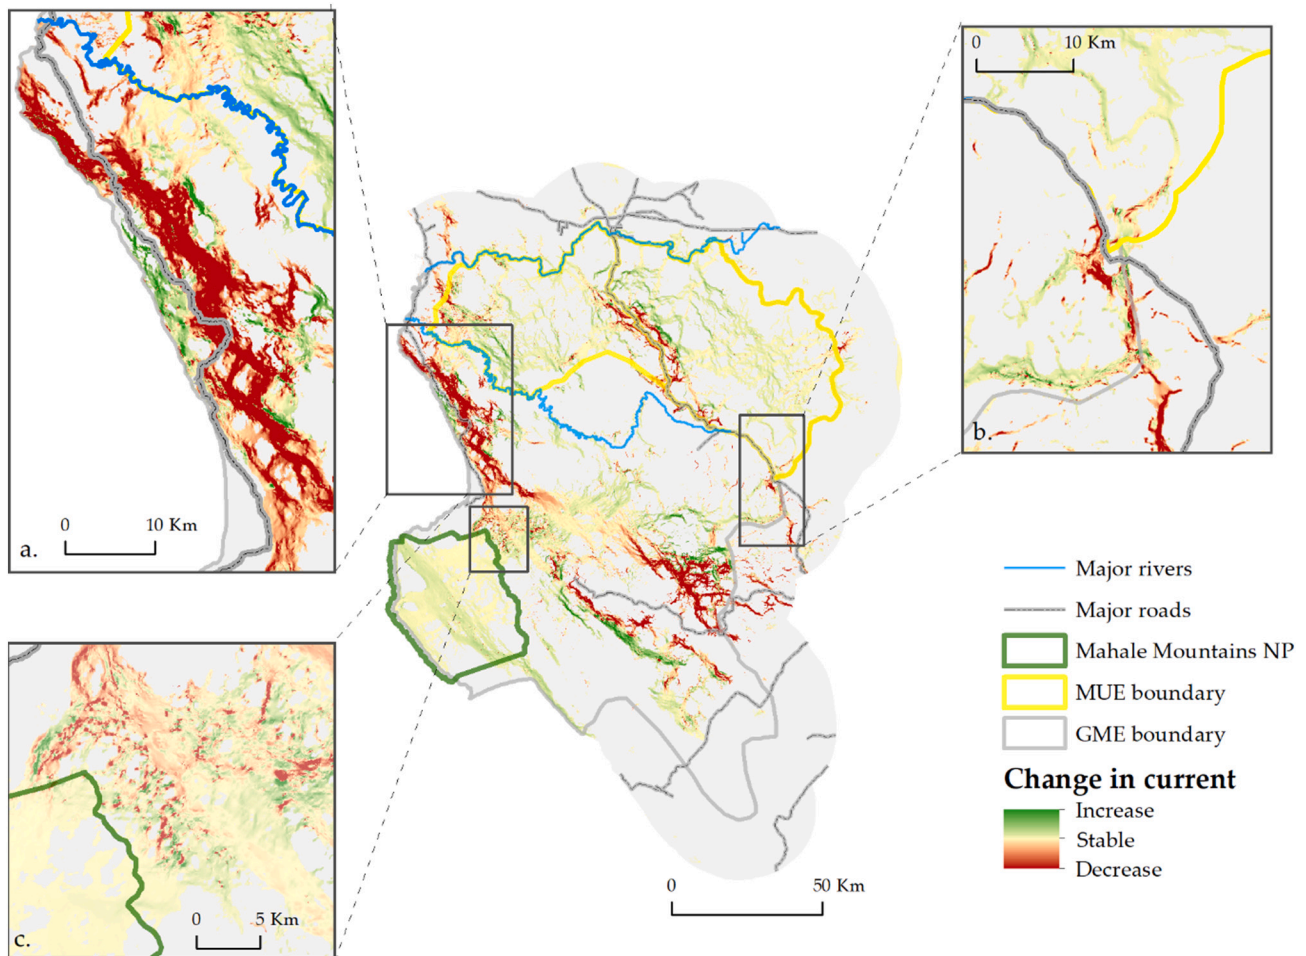 0 10 Km
a.
0 10 Km
b.
0 5 Km
c.
0 50 Km
Major rivers
Major roads
Mahale Mountains NP
MUE boundary
GME boundary
Change in current
Increase
Stable
Decrease